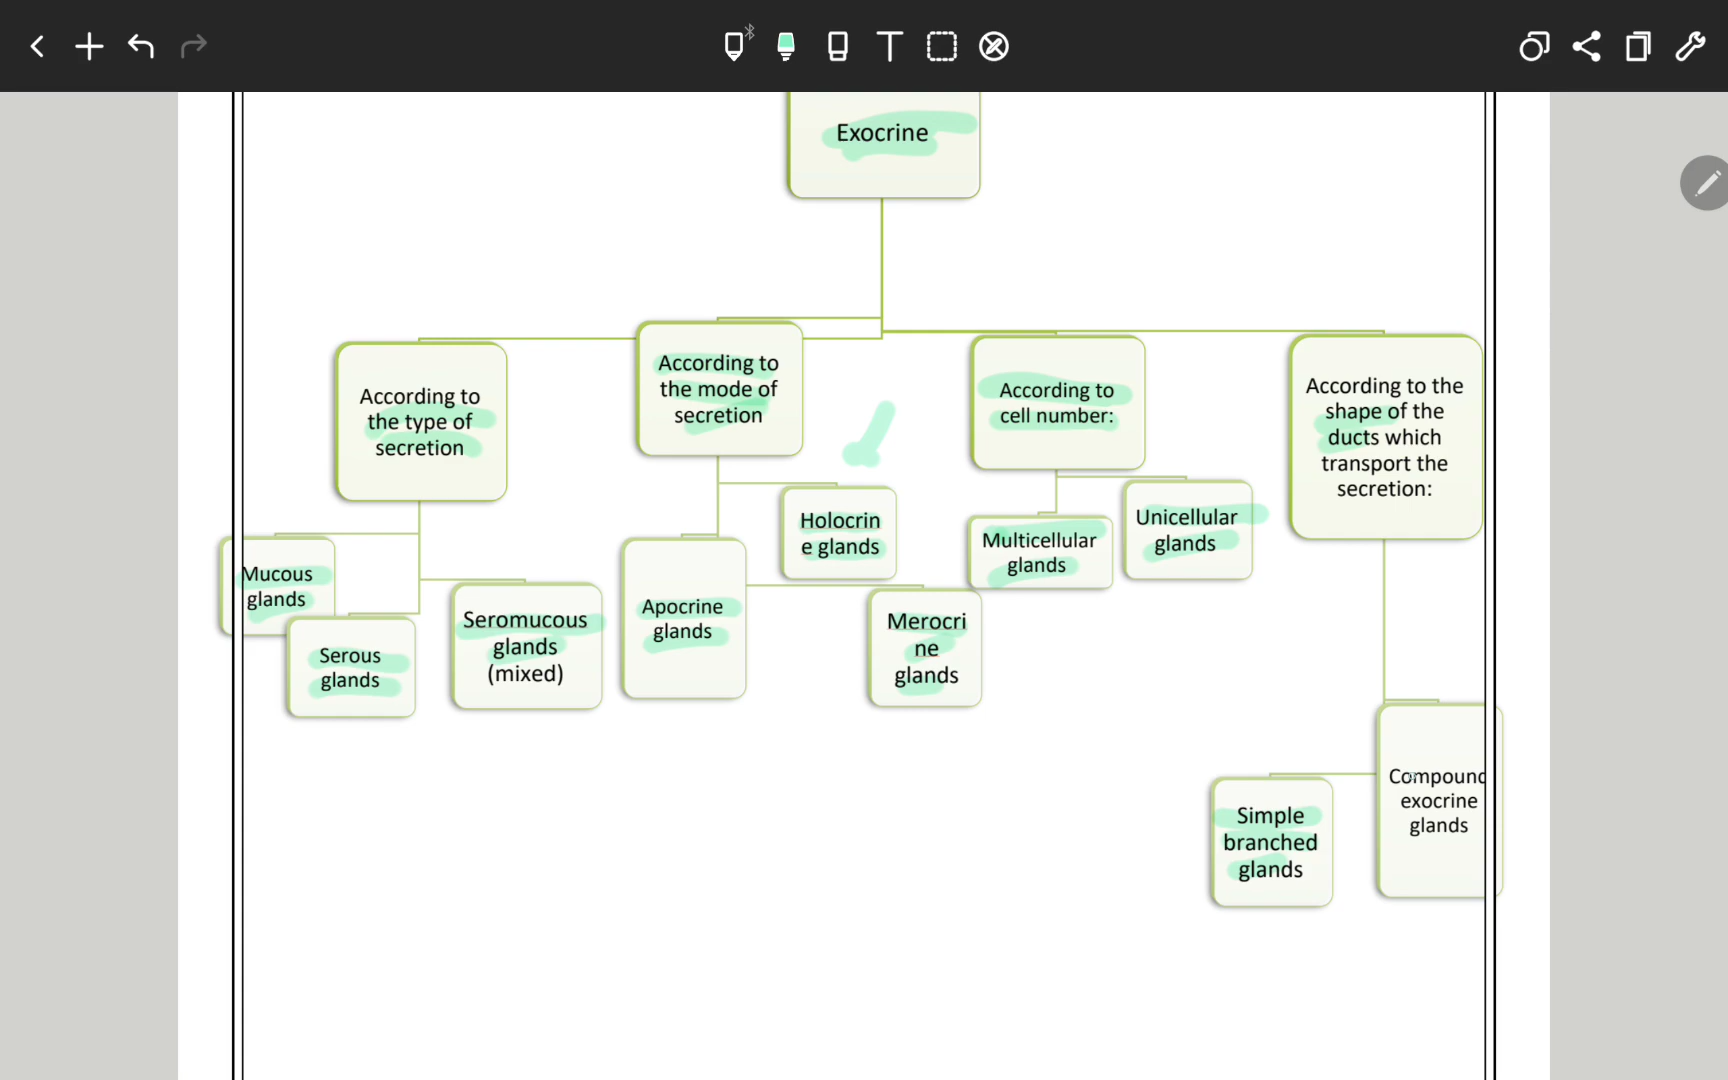 Exocrine
According to
the type of
secretion
According to
the mode of
secretion
According to
cell number:
According to the
shape of the
ducts which
transport the
secretion:
Mucous
glands
Serous
glands
Seromucous
glands
(mixed)
Apocrine
glands
Holocrin
e glands
Merocri
ne
glands
Multicellular
glands
Unicellular
glands
Simple
branched
glands
Compound
exocrine
glands